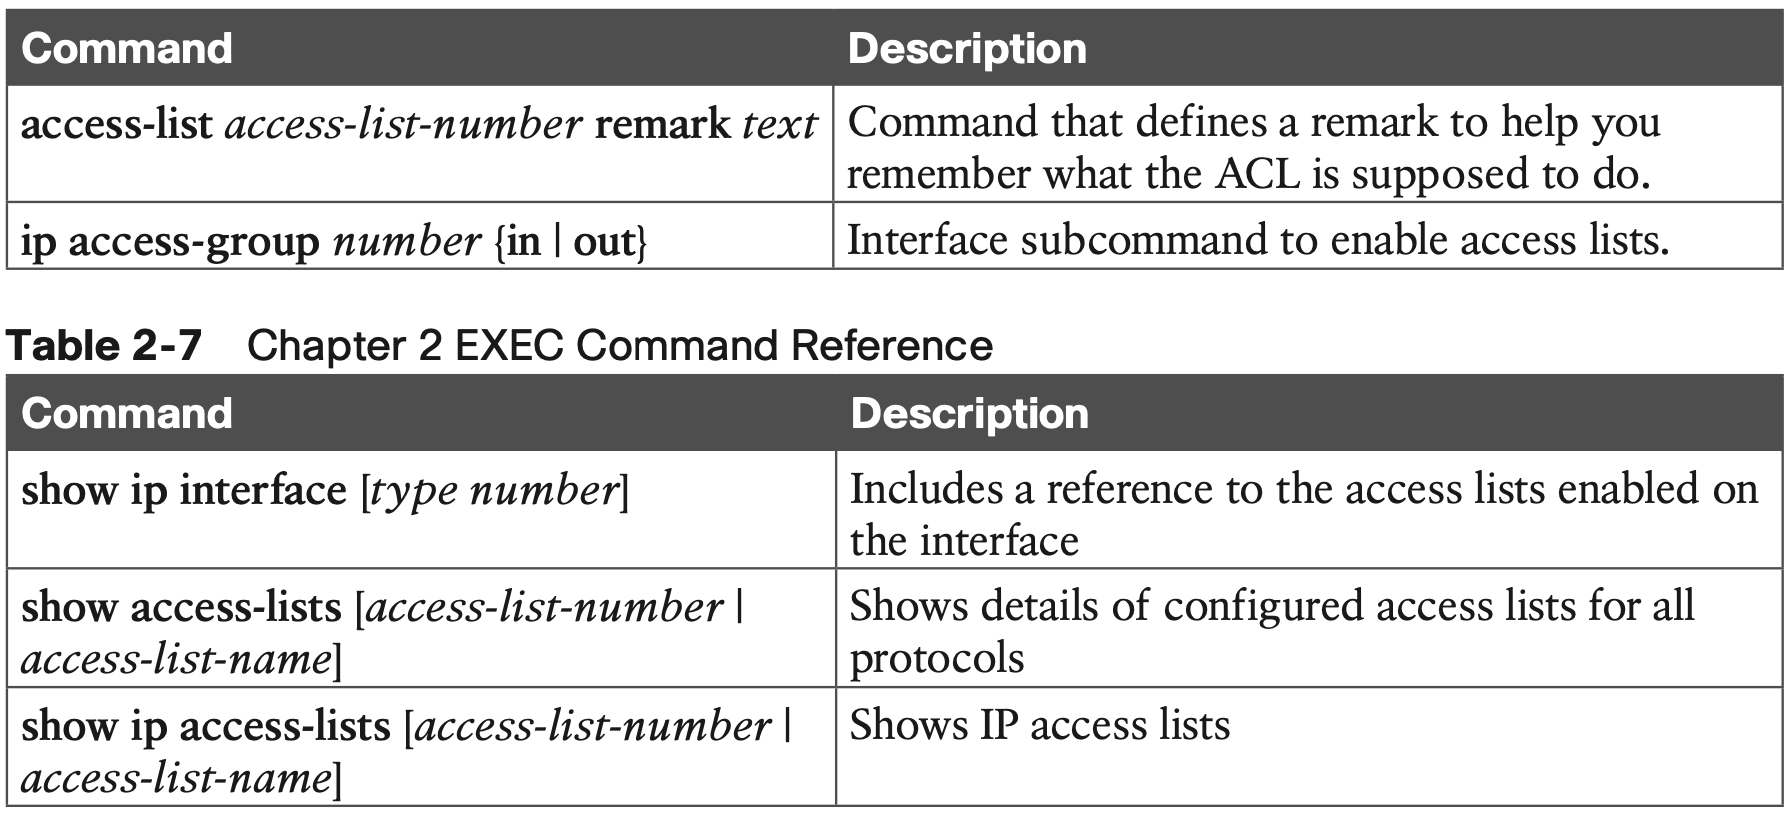 Command Description
access-list access-list-number remark text Command that defines a remark to help you
remember what the ACL is supposed to do.
ip access-group number {in | out} Interface subcommand to enable access lists.
Table 2-7 Chapter 2 EXEC Command Reference
Command Description
show ip interface [type number] Includes a reference to the access lists enabled on
the interface
show access-lists [access-list-number | Shows details of configured access lists for all
access-list-name] protocols
show ip access-lists [access-list-number | Shows IP access lists
access-list-name]